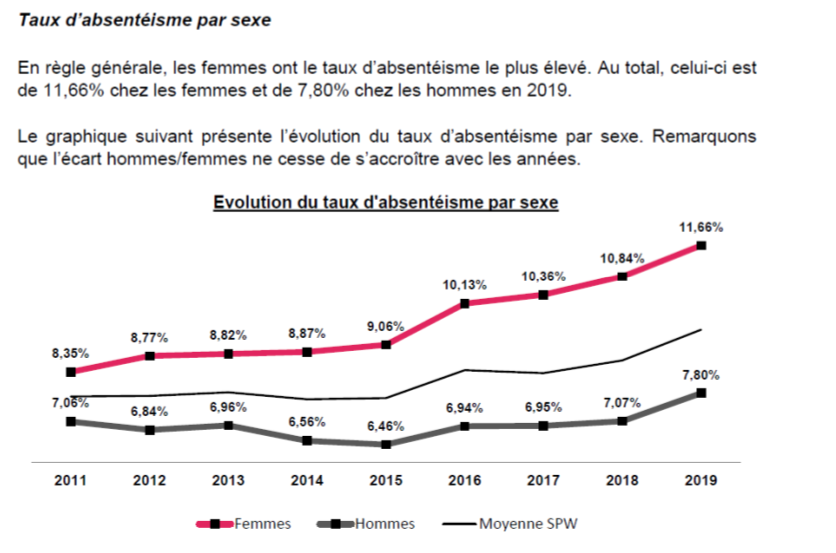 Taux d'absentéisme par sexe
En règle générale, les femmes ont le taux d'absentéisme le plus élevé. Au total, celui-ci est
de 11,66% chez les femmes et de 7,80% chez les hommes en 2019.
Le graphique suivant présente l'évolution du taux d'absentéisme par sexe. Remarquons
que l'écart hommes/femmes ne cesse de s'accroître avec les années.
Evolution du taux d'absentéisme par sexe
8,35% 8,77% 8,82% 8,87% 9,06% 10,13% 10,36% 10,84% 11,66%
7,06% 6,84% 6,96% 6,56% 6,46% 6,94% 6,95% 7,07% 7,80%
2011 2012 2013 2014 2015 2016 2017 2018 2019
Femmes Hommes Moyenne SPW